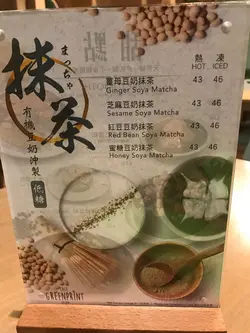 まっちゃ
抹茶
有機豆奶沖製
低糖
熱 凍
HOT ICED
薑母豆奶抹茶 43 46
Ginger Soya Matcha
芝麻豆奶抹茶 43 46
Sesame Soya Matcha
紅豆豆奶抹茶 43 46
Red Bean Soya Matcha
蜜糖豆奶抹茶 43 46
Honey Soya Matcha
GREENPRINT